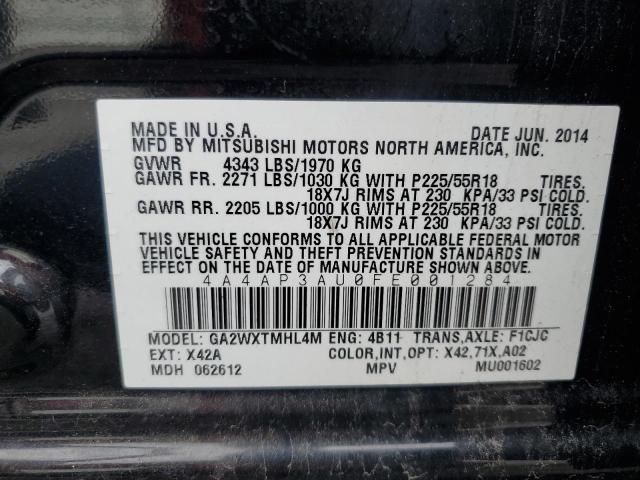 MADE IN U.S.A. DATE JUN. 2014
MFD BY MITSUBISHI MOTORS NORTH AMERICA, INC.
GVWR 4343 LBS/1970 KG
GAWR FR. 2271 LBS/1030 KG WITH P225/55R18 TIRES.
18X7J RIMS AT 230 KPA/33 PSI COLD.
GAWR RR. 2205 LBS/1000 KG WITH P225/55R18 TIRES.
18X7J RIMS AT 230 KPA/33 PSI COLD.
THIS VEHICLE CONFORMS TO ALL APPLICABLE FEDERAL MOTOR
VEHICLE SAFETY AND THEFT PREVENTION STANDARDS IN
EFFECT ON THE DATE OF MANUFACTURE SHOWN ABOVE.
4A4AP3AU0FE001284
MODEL: GA2WXTMHL4M ENG: 4B11 TRANS,AXLE: F1CJC
EXT: X42A COLOR,INT,OPT: X42,71X,A02
MDH 062612 MPV MU001602